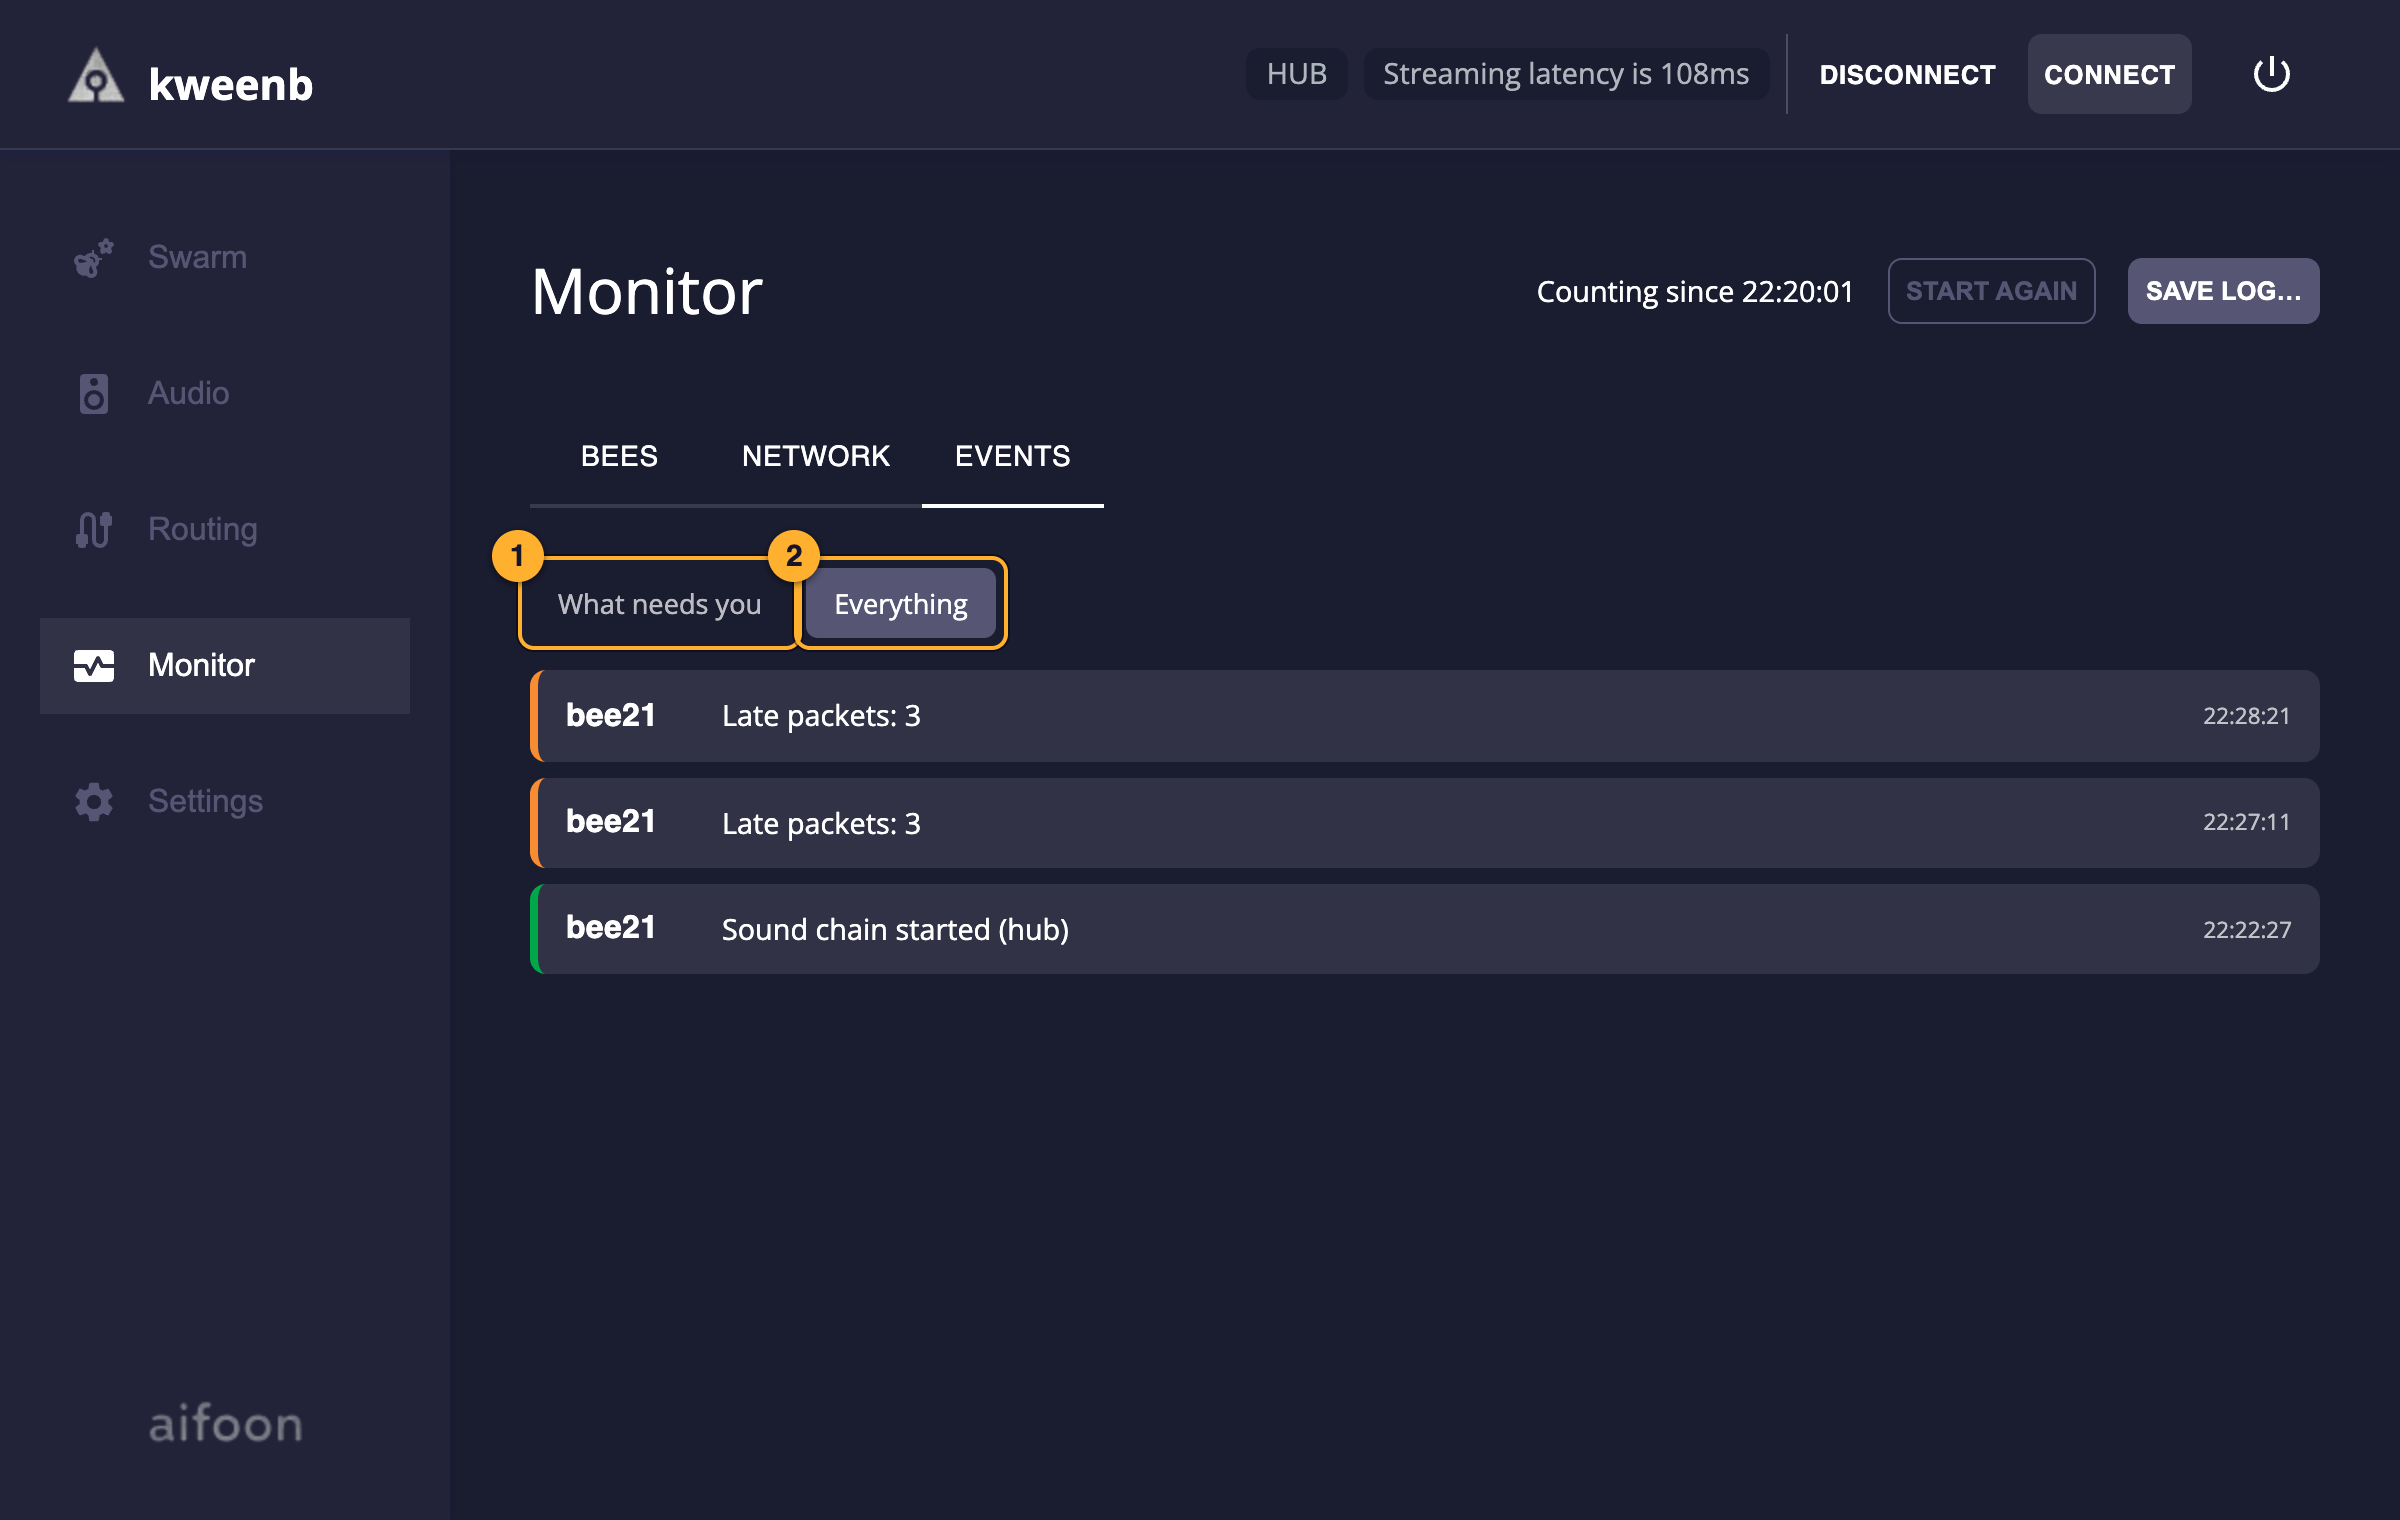 kweenb
HUB
Streaming latency is 108ms
DISCONNECT
CONNECT
Swarm
Audio
Routing
Monitor
Settings
aifoon
Monitor
Counting since 22:20:01
START AGAIN
SAVE LOG...
BEES
NETWORK
EVENTS
1
What needs you
2
Everything
bee21 Late packets: 3 22:28:21
bee21 Late packets: 3 22:27:11
bee21 Sound chain started (hub) 22:22:27